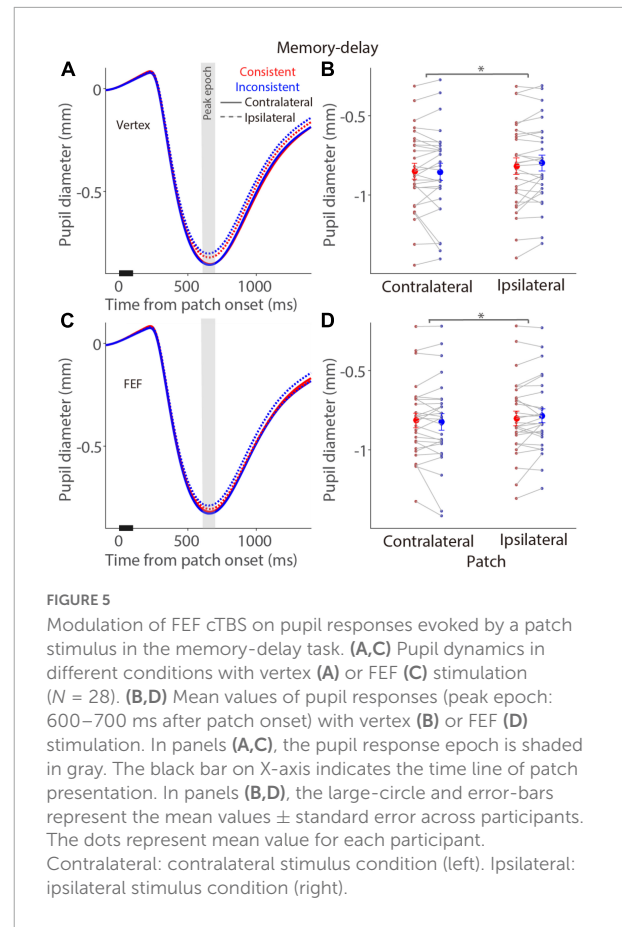 Memory-delay
A
B
Consistent
Inconsistent
Contralateral
Ipsilateral
Peak epoch
Vertex
*
0
-0.5
Pupil diameter (mm)
0
500
1000
Time from patch onset (ms)
-0.5
-1
Pupil diameter (mm)
Contralateral
Ipsilateral
C
D
FEF
*
0
-0.5
Pupil diameter (mm)
0
500
1000
Time from patch onset (ms)
-0.5
-1
Pupil diameter (mm)
Contralateral
Ipsilateral
Patch
FIGURE 5
Modulation of FEF cTBS on pupil responses evoked by a patch
stimulus in the memory-delay task. (A,C) Pupil dynamics in
different conditions with vertex (A) or FEF (C) stimulation
(N = 28). (B,D) Mean values of pupil responses (peak epoch:
600–700 ms after patch onset) with vertex (B) or FEF (D)
stimulation. In panels (A,C), the pupil response epoch is shaded
in gray. The black bar on X-axis indicates the time line of patch
presentation. In panels (B,D), the large-circle and error-bars
represent the mean values ± standard error across participants.
The dots represent mean value for each participant.
Contralateral: contralateral stimulus condition (left). Ipsilateral:
ipsilateral stimulus condition (right).